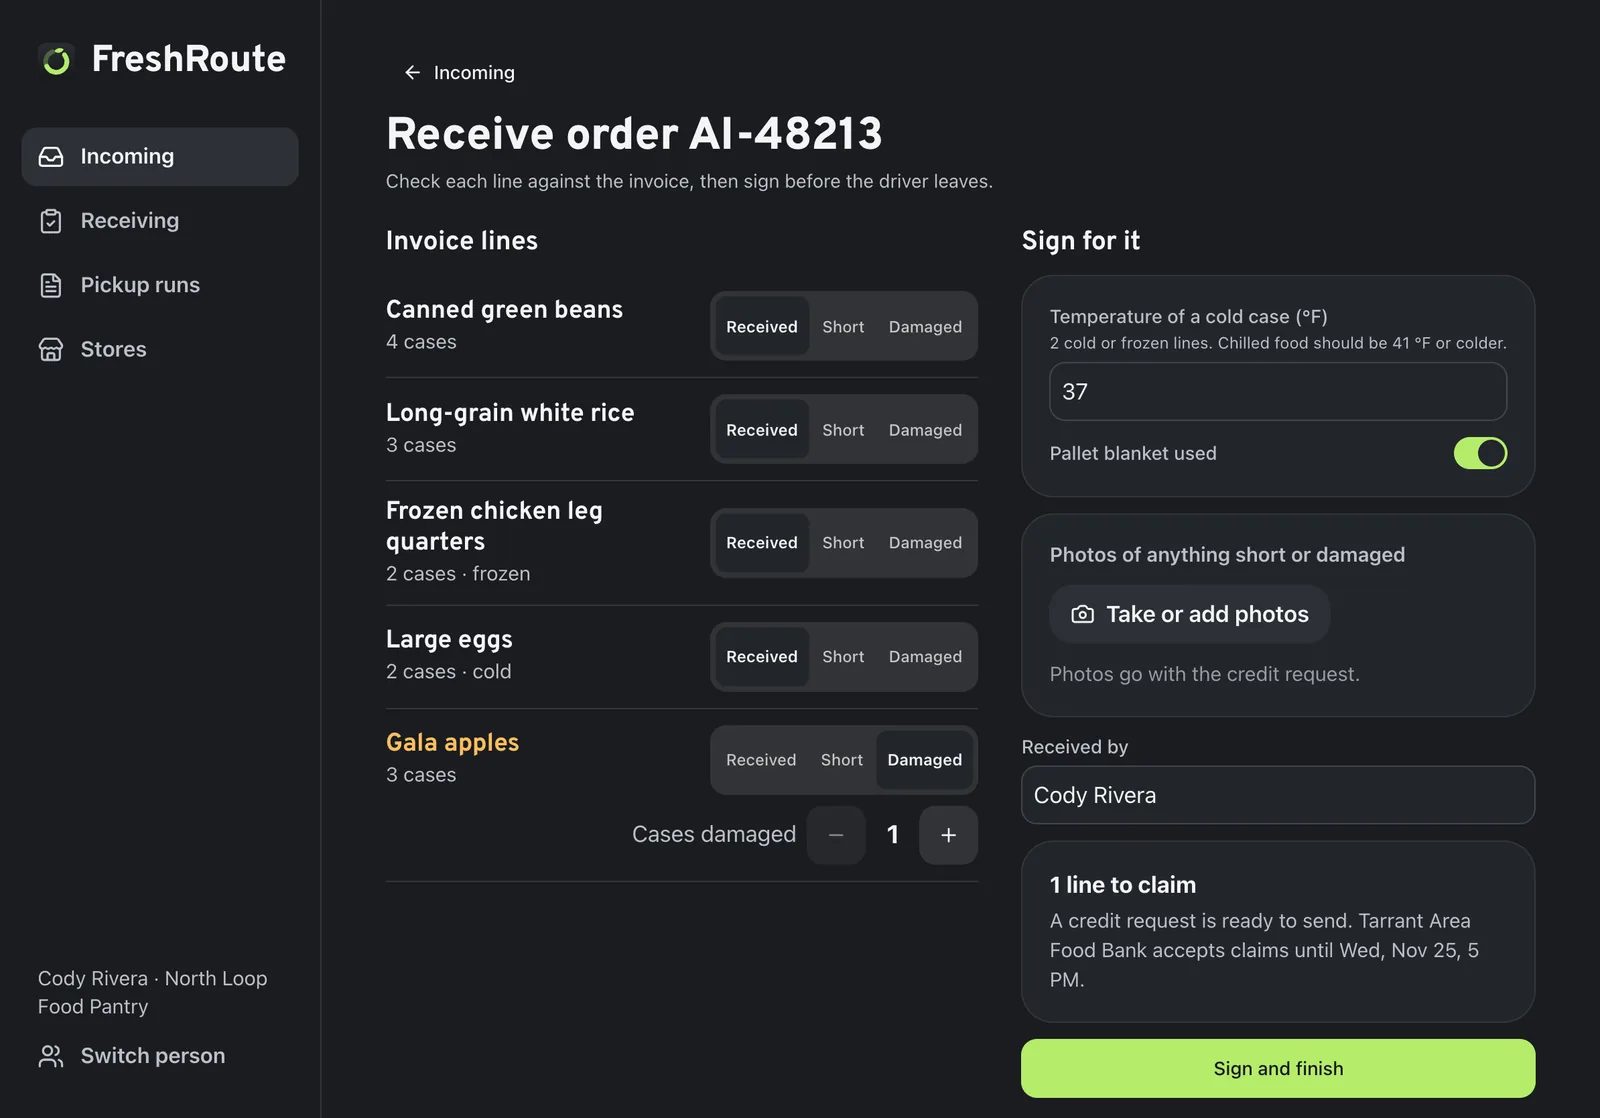 FreshRoute
Incoming
Receiving
Pickup runs
Stores
Cody Rivera · North Loop
Food Pantry
Switch person
Incoming
Receive order AI-48213
Check each line against the invoice, then sign before the driver leaves.
Invoice lines
Canned green beans
4 cases
Received Short Damaged
Long-grain white rice
3 cases
Received Short Damaged
Frozen chicken leg
quarters
2 cases · frozen
Received Short Damaged
Large eggs
2 cases · cold
Received Short Damaged
Gala apples
3 cases
Received Short Damaged
Cases damaged − 1 +
Sign for it
Temperature of a cold case (°F)
2 cold or frozen lines. Chilled food should be 41 °F or colder.
37
Pallet blanket used
Photos of anything short or damaged
Take or add photos
Photos go with the credit request.
Received by
Cody Rivera
1 line to claim
A credit request is ready to send. Tarrant Area
Food Bank accepts claims until Wed, Nov 25, 5
PM.
Sign and finish